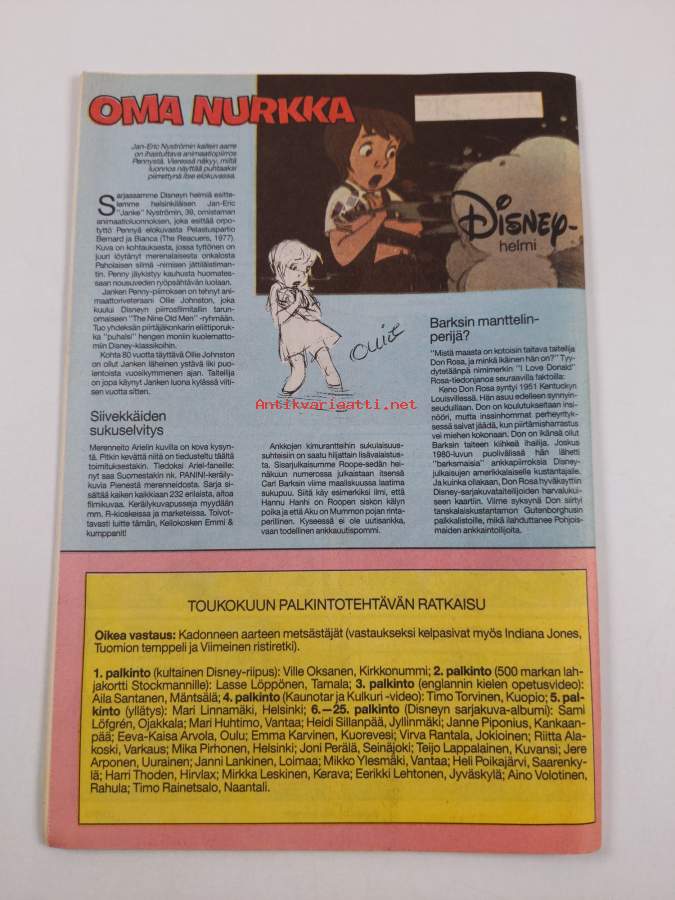 OMA NURKKA
Jan-Eric Nyströmin kallein aarre
on ihastuttava animaatiopiirros
Pennystä. Vieressä näkyy, miltä
luonnos näyttää puhtaaksi
piirrettynä itse elokuvassa.
Sarjassamme Disneyn helmiä esitte-
lemme helsinkiläisen Jan-Eric
"Janke" Nyströmin, 39, omistaman
animaatioluonnoksen, joka esittää orpo-
tyttö Pennyä elokuvasta Pelastuspartio
Bernard ja Bianca (The Rescuers, 1977).
Kuva on kohtauksesta, jossa tyttönen on
juuri löytänyt merenalaisesta onkalosta
Paholaisen silmä -nimisen jättiläistiman-
tin. Penny jäykistyy kauhusta huomates-
saan nousuveden ryöpsähtävän luolaan.
Janken Penny-piirroksen on tehnyt ani-
maattoriveteraani Ollie Johnston, joka
kuului Disneyn piirrosfilmitallin tarun-
omaiseen "The Nine Old Men" -ryhmään.
Tuo yhdeksän piirtäjäkonkarin eliittiporuk-
ka "puhalsi" hengen moniin kuolematto-
miin Disney-klassikoihin.
Kohta 80 vuotta täyttävä Ollie Johnston
on ollut Janken läheinen ystävä liki puo-
lentoista vuosikymmenen ajan. Taiteilija
on jopa käynyt Janken luona kylässä viiti-
sen vuotta sitten.
Siivekkäiden
sukuselvitys
Merenneito Arielin kuvilla on kova kysyn-
tä. Pitkin kevättä niitä on tiedusteltu täältä
toimituksestakin. Tiedoksi Ariel-faneille:
nyt saa Suomestakin nk. PANINI-keräily-
kuvia Pienestä merenneidosta. Sarja si-
sältää kaiken kaikkiaan 232 erilaista, aitoa
filmikuvaa. Keräilykuvapusseja myydään
mm. R-kioskeissa ja marketeissa. Toivot-
tavasti luitte tämän, Kellokosken Emmi &
kumppanit!
Ankkojen kimuranttisihin sukulaisuus-
suhteisiin on saatu hiljattain lisävalaistus-
ta. Sisarjulkaisumme Roope-sedän hei-
näkuun numerossa julkaistaan itsensä
Carl Barksin viime maaliskuussa laatima
sukupuu. Siitä käy esimerkiksi ilmi, että
Hannu Hanhi on Roopen siskon kälyn
poika ja että Aku on Mummon pojan rinta-
perillinen. Kyseessä ei ole uutisankka,
vaan todellinen ankkauutispommi.
DISNEY-
helmi
Ollie
Antikvariaatti.net
Barksin manttelin-
perijä?
"Mistä maasta on kotoisin taitava taiteilija
Don Rosa, ja minkä ikäinen hän on?" Tyy-
dytetäänpä nimimerkin "I Love Donald"
Rosa-tiedonjanoa seuraavilla faktoilla:
Keno Don Rosa syntyi 1951 Kentuckyn
Louisvillessä. Hän asuu edelleen synnyin-
seudullaan. Don on koulutukseltaan insi-
nööri, mutta insinnorhommat perheyrityk-
sessä saivat jäädä, kun piirtämisharrastus
vei miehen kokonaan. Don on ikänsä ollut
Barksin taiteen kiihkeä ihailija. Joskus
1980-luvun puolivälissä hän lähetti
"barksmaisia" ankkapiirroksia Disney-
julkaisujen amerikkalaiselle kustantajalle.
Ja kuinka ollakaan, Don Rosa hyväksyttiin
Disney-sarjakuvataiteilijoiden harvalukui-
seen kaartiin. Viime syksynä Don siirtyi
tanskalaiskustantamon Gutenborghusin
palkkalistoille, mikä ilahduttanee Pohjois-
maiden ankkaintoilijoita.
TOUKOKUUN PALKINTOTEHTÄVÄN RATKAISU
Oikea vastaus: Kadonneen aarteen metsästäjät (vastaukseksi kelpasivat myös Indiana Jones,
Tuomion temppeli ja Viimeinen ristiretki).
1. palkinto (kultainen Disney-riipus): Ville Oksanen, Kirkkonummi; 2. palkinto (500 markan lah-
jakortti Stockmannille): Lasse Löppönen, Tamala; 3. palkinto (englannin kielen opetusvideo):
Aila Santanen, Mäntsälä; 4. palkinto (Kaunotar ja Kulkuri -video): Timo Torvinen, Kuopio; 5. pal-
kinto (yllätys): Mari Linnamäki, Helsinki; 6.—25. palkinto (Disneyn sarjakuva-albumi): Sami
Löfgrén, Ojakkala; Mari Huhtimo, Vantaa; Heidi Sillanpää, Jyllinmäki; Janne Piponius, Kankaan-
pää; Eeva-Kaisa Arvola, Oulu; Emma Karvinen, Kuorevesi; Virva Rantala, Jokioinen; Riitta Ala-
koski, Varkaus; Mika Pirhonen, Helsinki; Joni Perälä, Seinäjoki; Teijo Lappalainen, Kuvansi; Jere
Arponen, Uurainen; Janni Lankinen, Loimaa; Mikko Ylesmäki, Vantaa; Heli Poikajärvi, Saarenky-
lä; Harri Thoden, Hirvlax; Mirkka Leskinen, Kerava; Eerikki Lehtonen, Jyväskylä; Aino Volotinen,
Rahula; Timo Rainetsalo, Naantali.